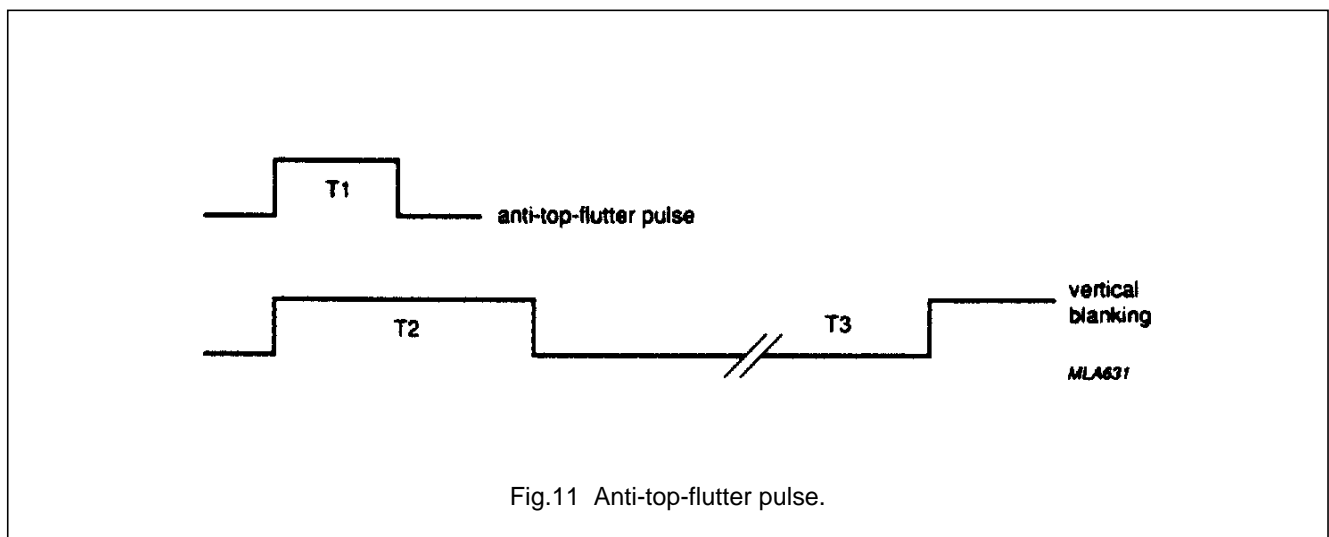 T1
anti-top-flutter pulse
T2
T3
vertical
blanking
MLA631
Fig.11 Anti-top-flutter pulse.